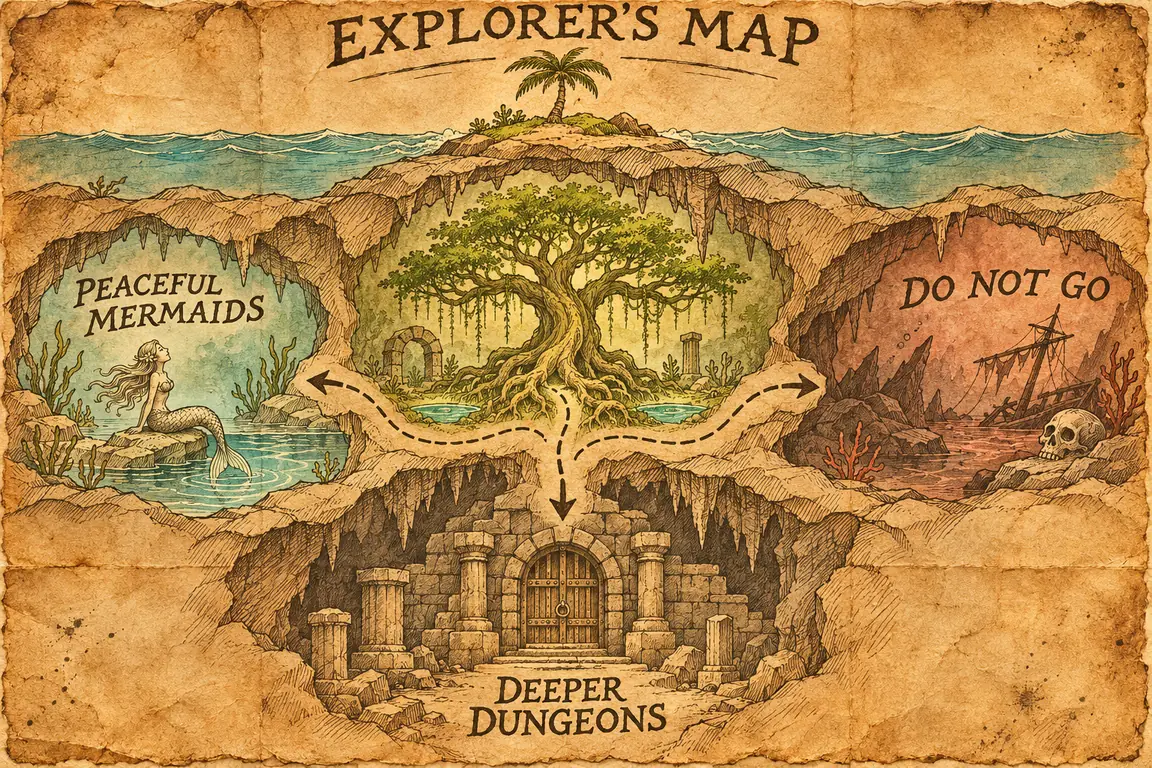 EXPLORER'S MAP
PEACEFUL
MERMAIDS
DO NOT GO
DEEPER
DUNGEONS